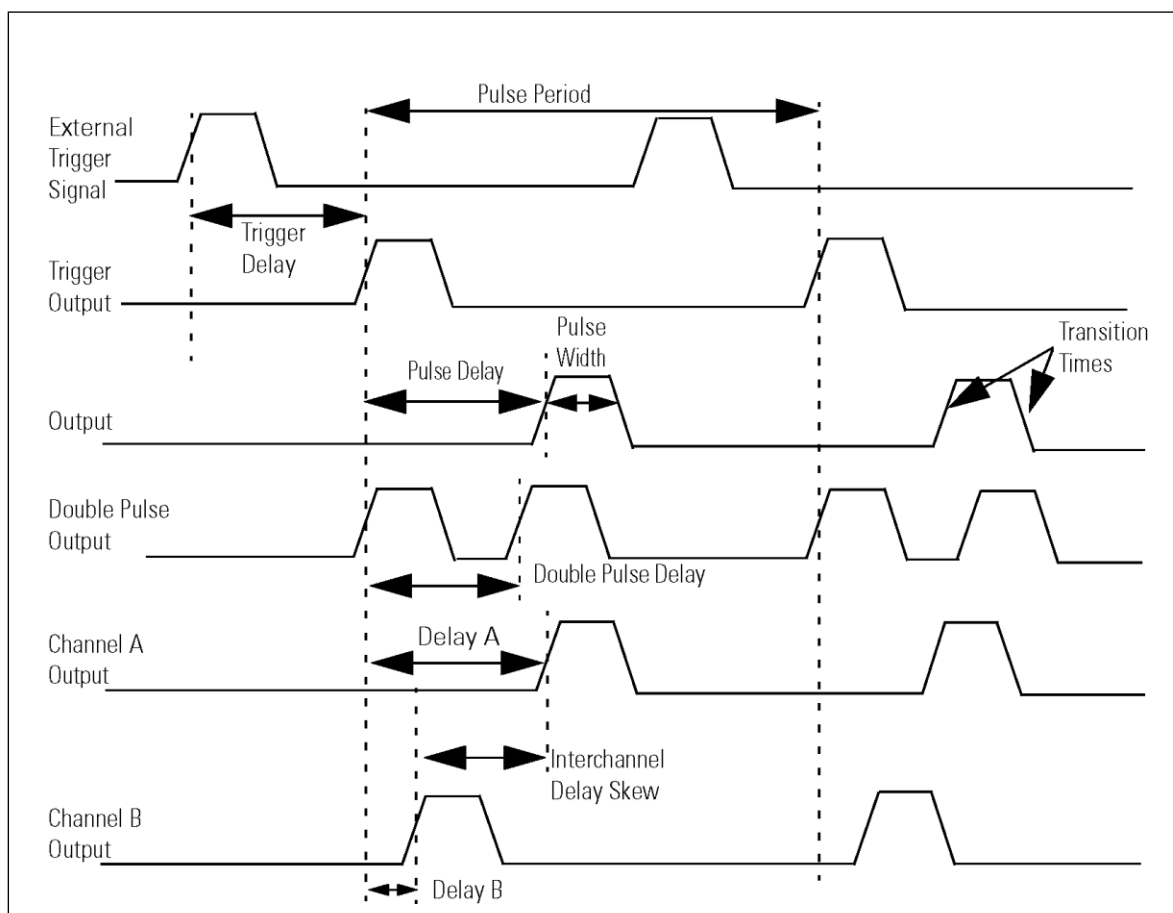 Pulse Period
External
Trigger
Signal
Trigger
Delay
Trigger
Output
Pulse
Width
Transition
Times
Pulse Delay
Output
Double Pulse
Output
Double Pulse Delay
Channel A
Output
Delay A
Interchannel
Delay Skew
Channel B
Output
Delay B